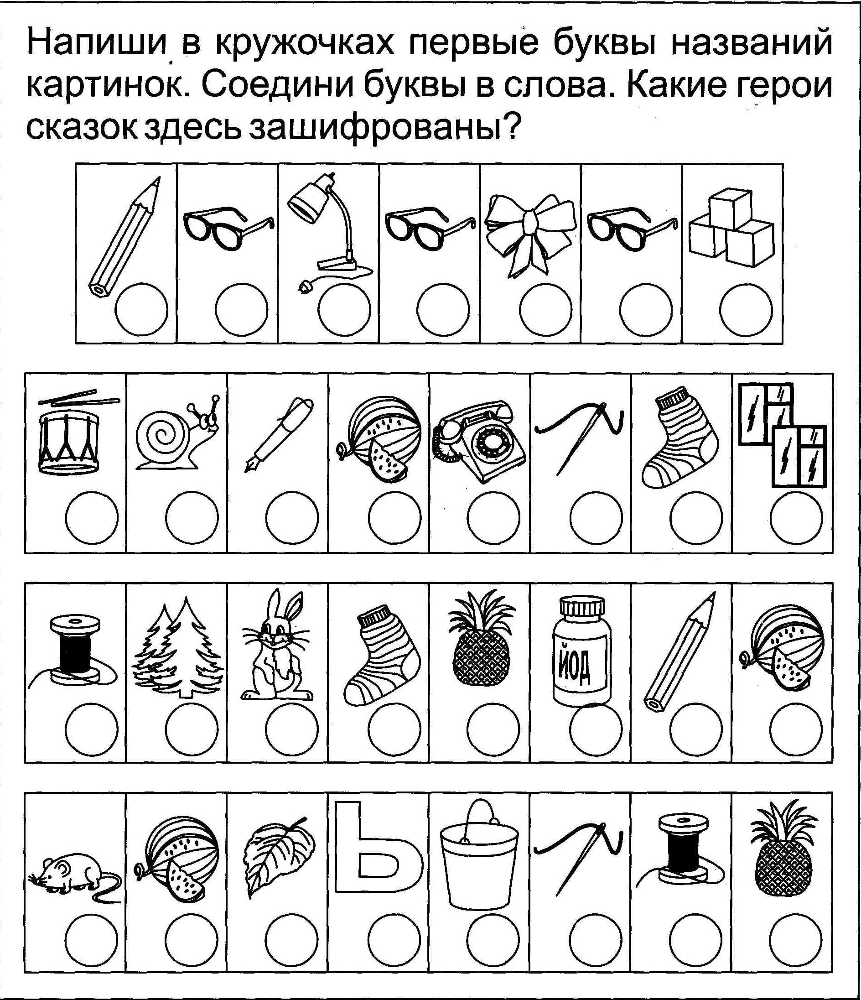 Напиши в кружочках первые буквы названий
картинок. Соедини буквы в слова. Какие герои
сказок здесь зашифрованы?
ЙОД
Ь